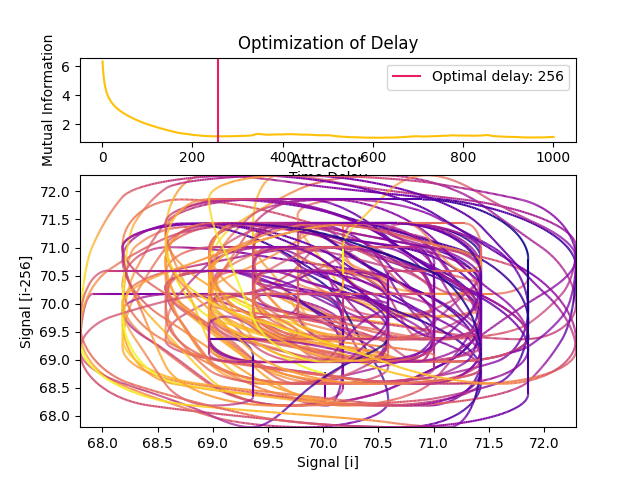 Optimization of Delay
Mutual Information
6
4
2
Optimal delay: 256
0 200 400 600 800 1000
Time Delay
Attractor
Signal [i-256]
72.0
71.5
71.0
70.5
70.0
69.5
69.0
68.5
68.0
68.0 68.5 69.0 69.5 70.0 70.5 71.0 71.5 72.0
Signal [i]